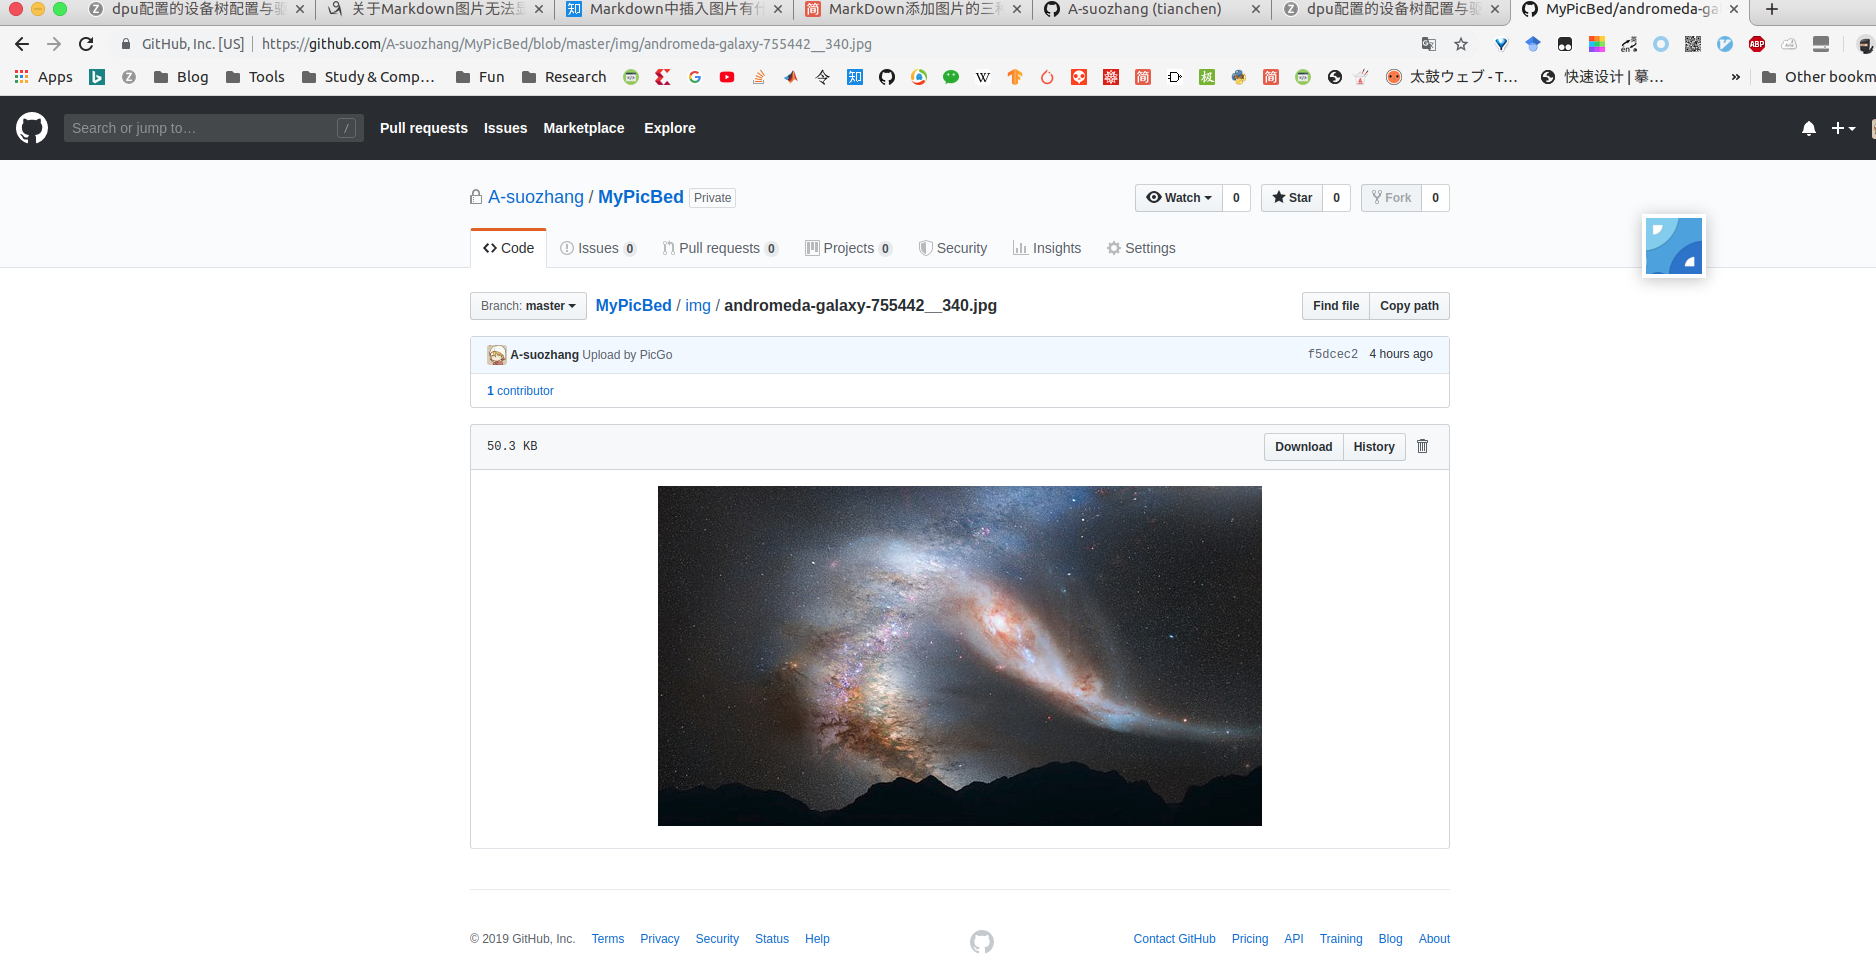 dpu配置的设备树配置与驱
关于Markdown图片无法显
Markdown中插入图片有什
MarkDown添加图片的三种
A-suozhang (tianchen)
dpu配置的设备树配置与驱
MyPicBed/andromeda-ga
GitHub, Inc. [US] https://github.com/A-suozhang/MyPicBed/blob/master/img/andromeda-galaxy-755442__340.jpg
Apps Blog Tools Study & Comp… Fun Research 太鼓ウェブ - T… 快速设计 | 摹… » Other bookm
Search or jump to… / Pull requests Issues Marketplace Explore
A-suozhang / MyPicBed Private Watch 0 Star 0 Fork 0
Code Issues 0 Pull requests 0 Projects 0 Security Insights Settings
Branch: master MyPicBed / img / andromeda-galaxy-755442__340.jpg Find file Copy path
A-suozhang Upload by PicGo f5dcec2 4 hours ago
1 contributor
50.3 KB Download History
© 2019 GitHub, Inc. Terms Privacy Security Status Help Contact GitHub Pricing API Training Blog About